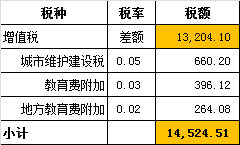 税种 税率 税额
增值税 差额 13,204.10
城市维护建设税 0.05 660.20
教育费附加 0.03 396.12
地方教育附加 0.02 264.08
小计 14,524.51